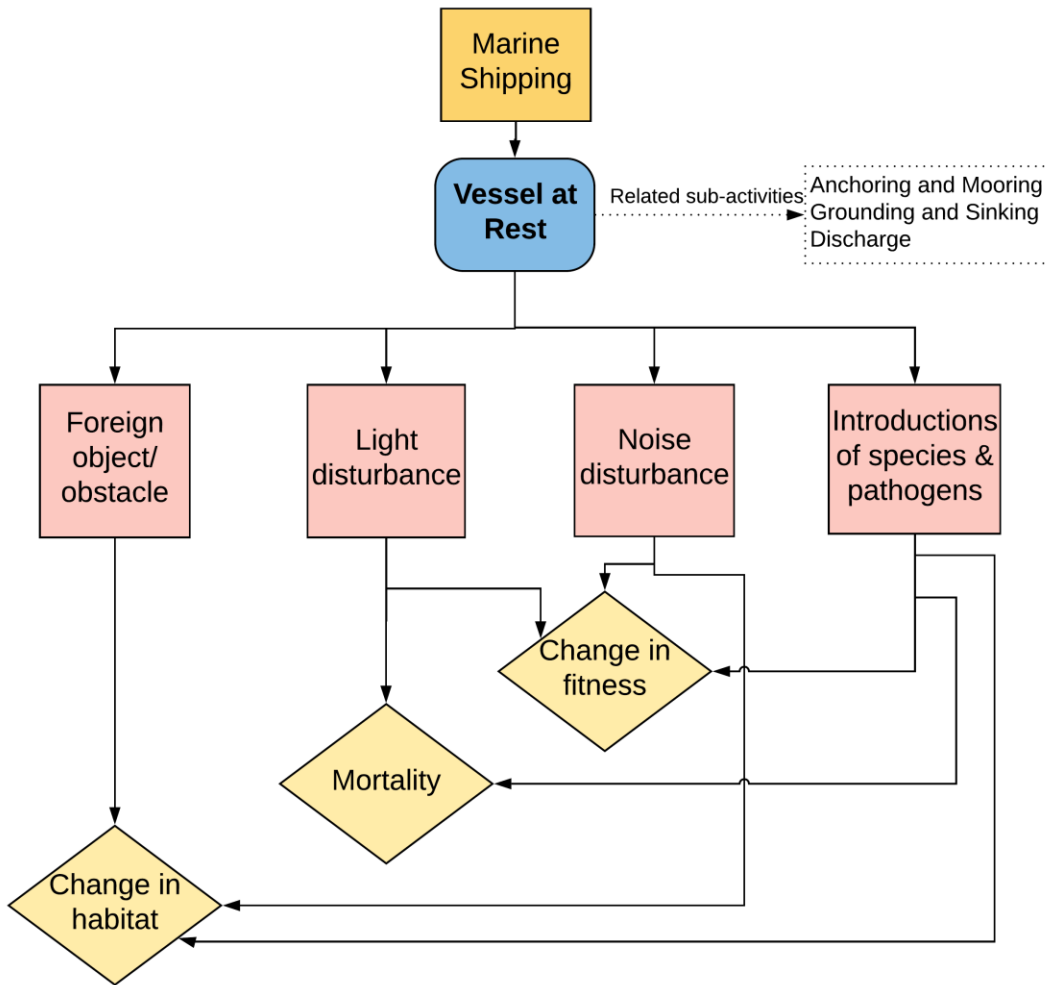 Marine
Shipping
Vessel at
Rest
Related sub-activities
Anchoring and Mooring
Grounding and Sinking
Discharge
Foreign
object/
obstacle
Light
disturbance
Noise
disturbance
Introductions
of species &
pathogens
Change in
fitness
Mortality
Change in
habitat